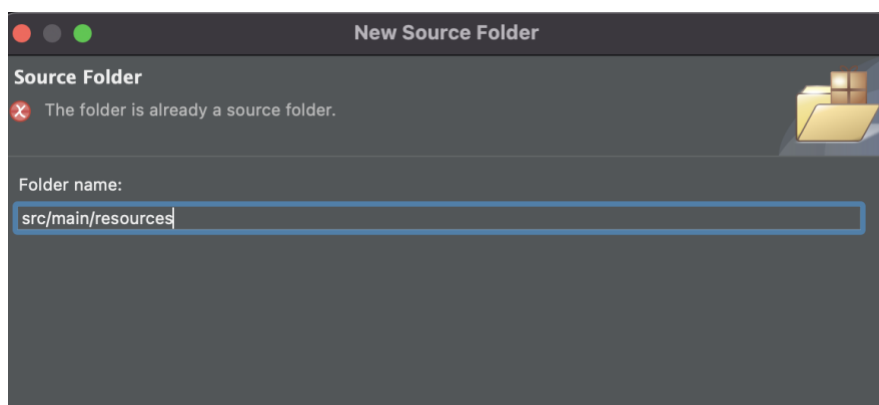 New Source Folder
Source Folder
The folder is already a source folder.
Folder name:
src/main/resources